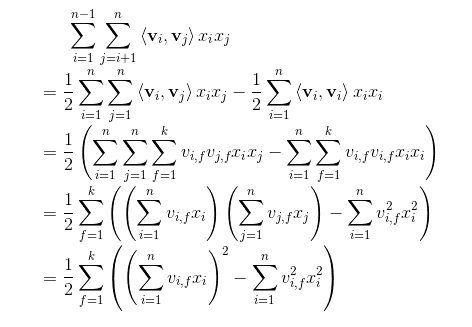 \sum_{i=1}^{n-1} \sum_{j=i+1}^{n} \langle \mathbf{v}_i, \mathbf{v}_j \rangle x_i x_j
= \frac{1}{2} \sum_{i=1}^{n} \sum_{j=1}^{n} \langle \mathbf{v}_i, \mathbf{v}_j \rangle x_i x_j - \frac{1}{2} \sum_{i=1}^{n} \langle \mathbf{v}_i, \mathbf{v}_i \rangle x_i x_i
= \frac{1}{2} \left( \sum_{i=1}^{n} \sum_{j=1}^{n} \sum_{f=1}^{k} v_{i,f} v_{j,f} x_i x_j - \sum_{i=1}^{n} \sum_{f=1}^{k} v_{i,f} v_{i,f} x_i x_i \right)
= \frac{1}{2} \sum_{f=1}^{k} \left( \left( \sum_{i=1}^{n} v_{i,f} x_i \right) \left( \sum_{j=1}^{n} v_{j,f} x_j \right) - \sum_{i=1}^{n} v_{i,f}^2 x_i^2 \right)
= \frac{1}{2} \sum_{f=1}^{k} \left( \left( \sum_{i=1}^{n} v_{i,f} x_i \right)^2 - \sum_{i=1}^{n} v_{i,f}^2 x_i^2 \right)